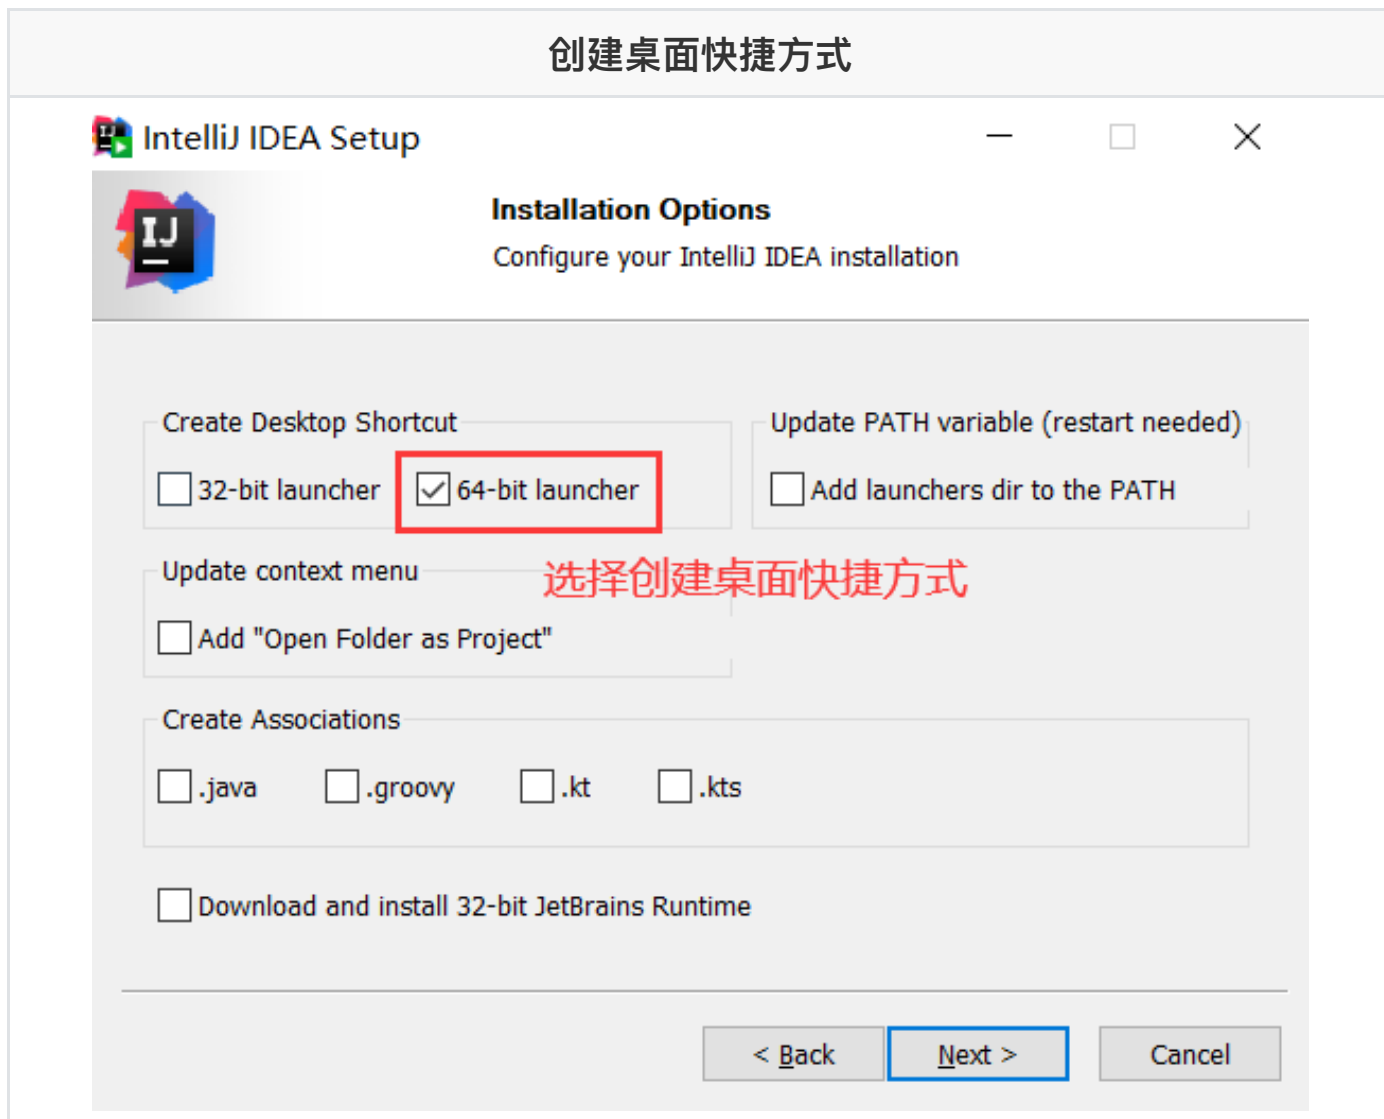 创建桌面快捷方式
IntelliJ IDEA Setup
IJ
Installation Options
Configure your IntelliJ IDEA installation
Create Desktop Shortcut
Update PATH variable (restart needed)
32-bit launcher
64-bit launcher
Add launchers dir to the PATH
选择创建桌面快捷方式
Update context menu
Add "Open Folder as Project"
Create Associations
.java .groovy .kt .kts
Download and install 32-bit JetBrains Runtime
< Back Next > Cancel